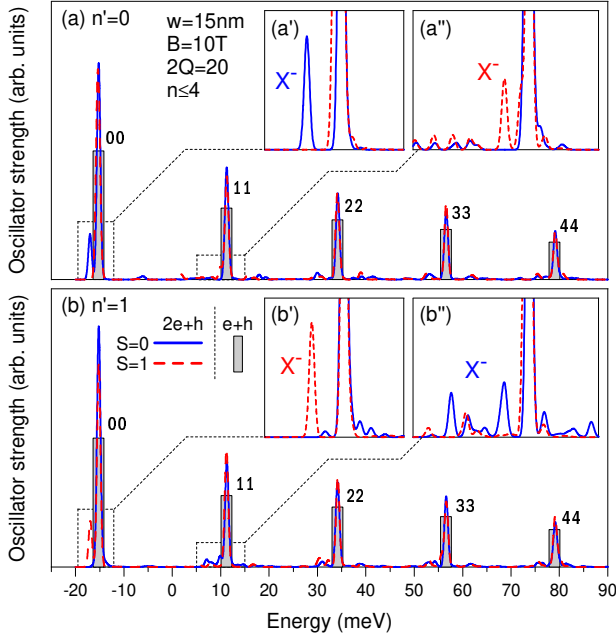 Oscillator strength (arb. units)
(a) n'=0
w=15nm
B=10T
2Q=20
n≤4
(a')
X⁻
(a'')
X⁻
00
11
22
33
44
Oscillator strength (arb. units)
(b) n'=1
2e+h
e+h
S=0
S=1
(b')
X⁻
(b'')
X⁻
00
11
22
33
44
-20 -10 0 10 20 30 40 50 60 70 80 90
Energy (meV)